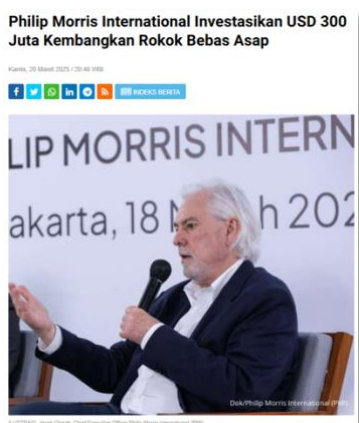 Philip Morris International Investasikan USD 300
Juta Kembangkan Rokok Bebas Asap
Kamis, 20 Maret 2025 / 20:46 WIB
INDEKS BERITA
LIP MORRIS INTERN
akarta, 18 M h 202
Dok/Philip Morris International (PMI)